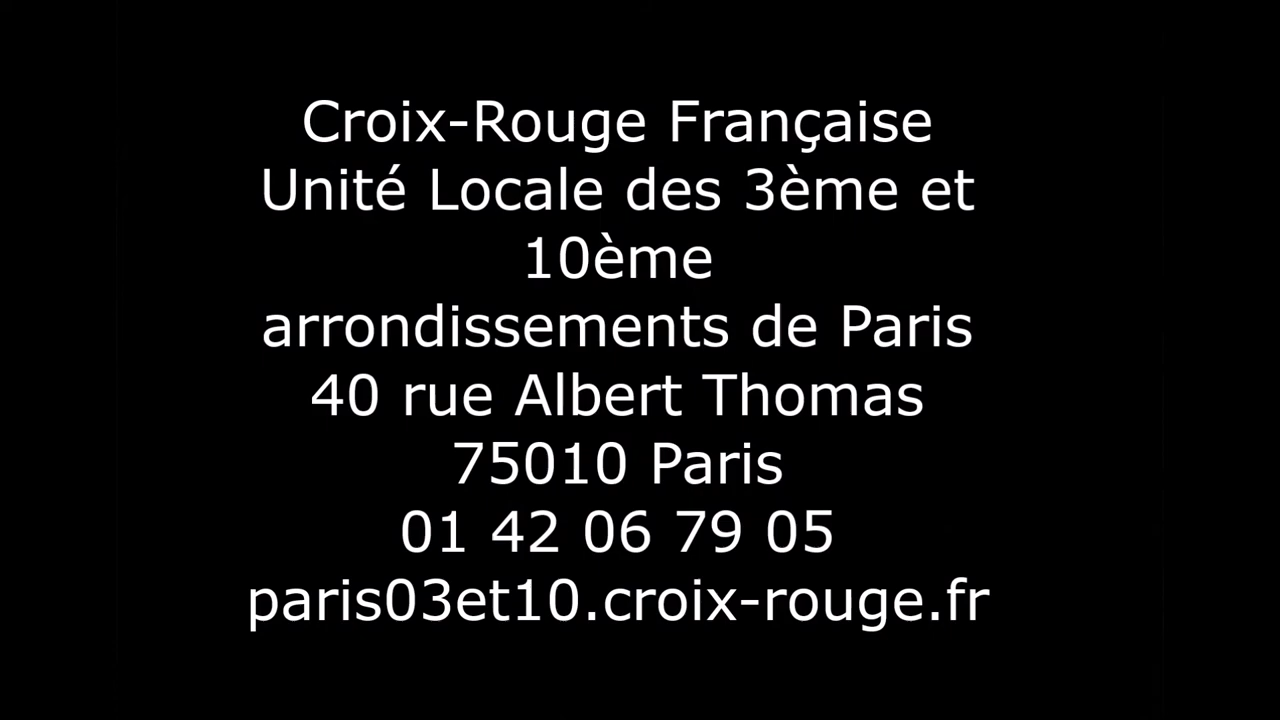 Croix-Rouge Française
Unité Locale des 3ème et
10ème
arrondissements de Paris
40 rue Albert Thomas
75010 Paris
01 42 06 79 05
paris03et10.croix-rouge.fr